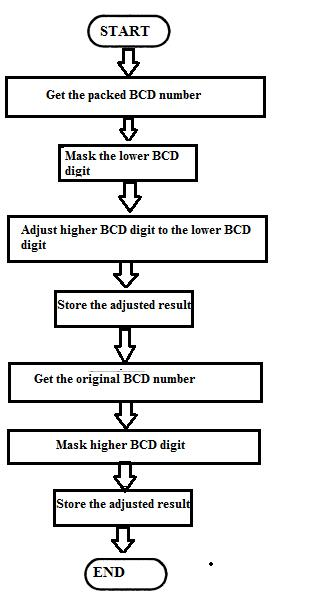 START
Get the packed BCD number
Mask the lower BCD
digit
Adjust higher BCD digit to the lower BCD
digit
Store the adjusted result
Get the original BCD number
Mask higher BCD digit
Store the adjusted result
END